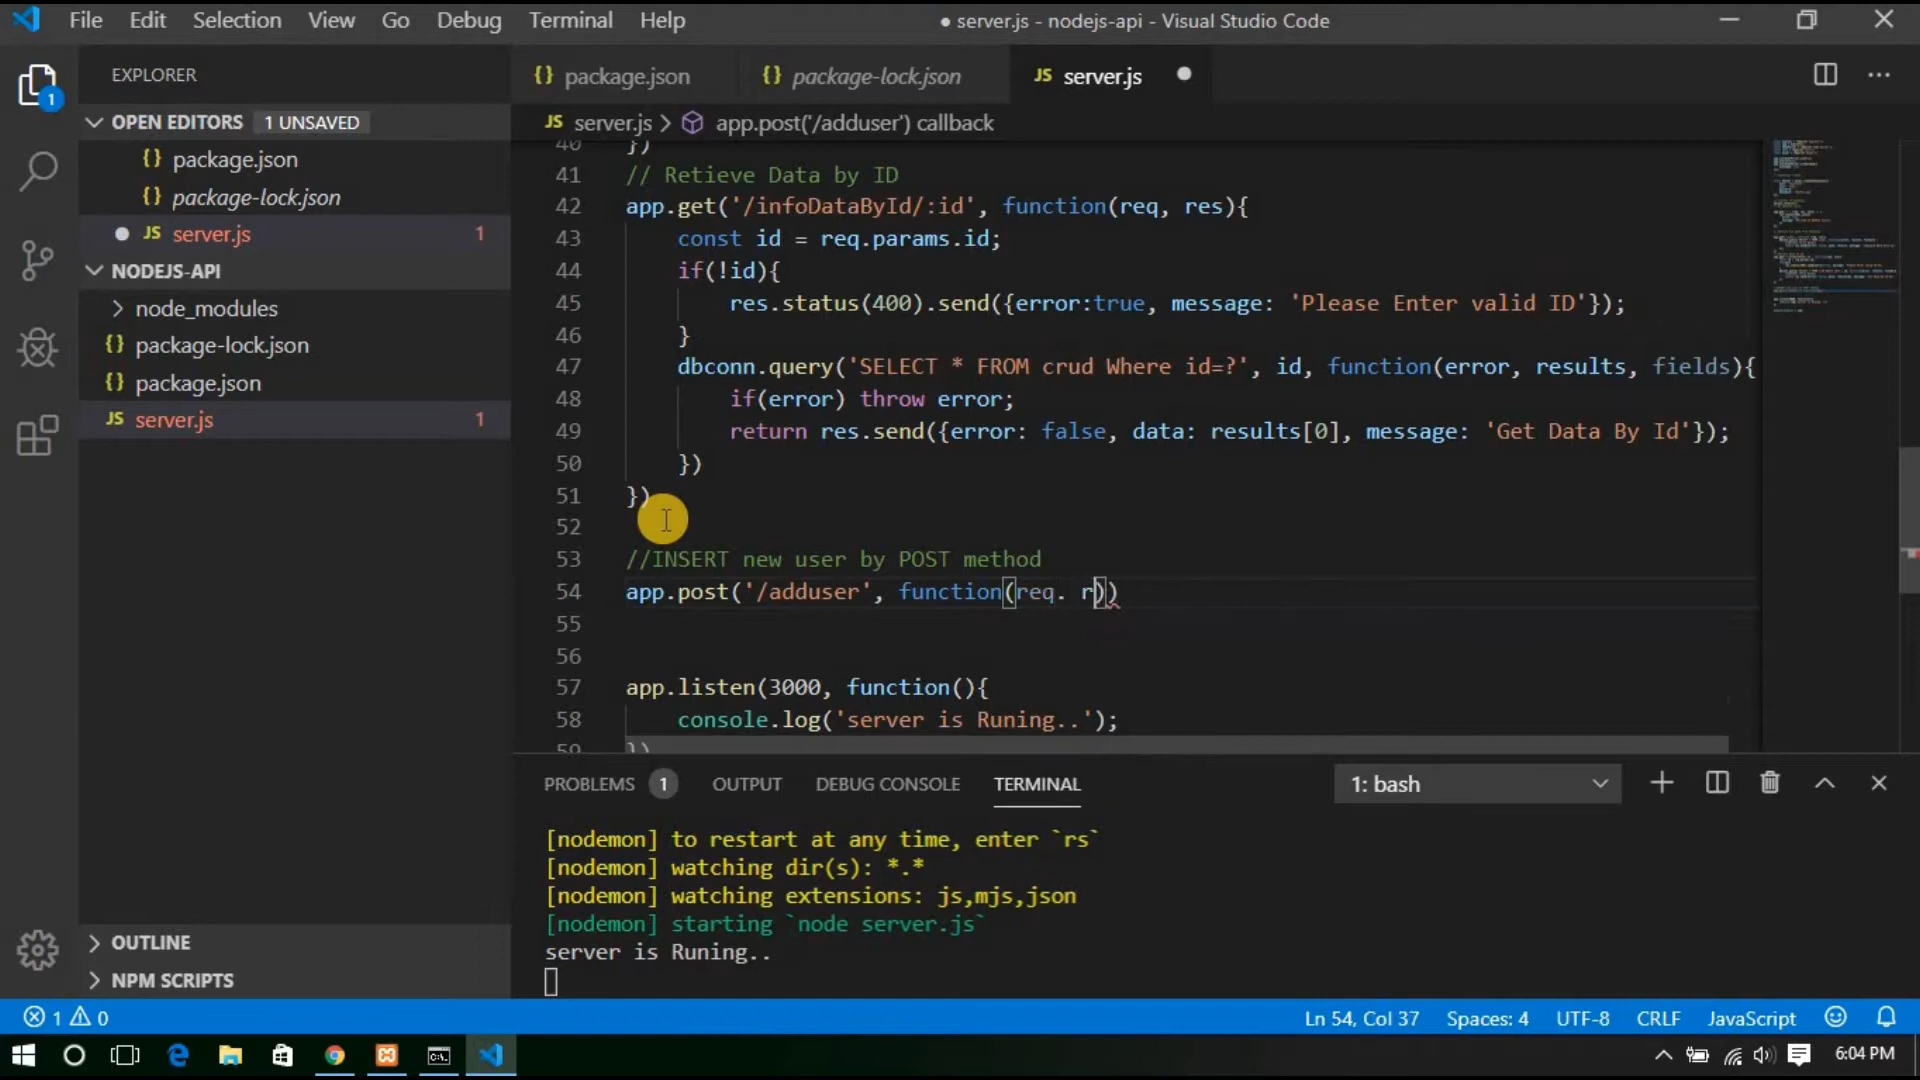 File Edit Selection View Go Debug Terminal Help
● server.js - nodejs-api - Visual Studio Code
EXPLORER
OPEN EDITORS 1 UNSAVED
{} package.json
{} package-lock.json
● JS server.js 1
NODEJS-API
node_modules
{} package-lock.json
{} package.json
JS server.js 1
OUTLINE
NPM SCRIPTS
1
{} package.json
{} package-lock.json
JS server.js ●
JS server.js > app.post('/adduser') callback
40 })
41 // Retieve Data by ID
42 app.get('/infoDataById/:id', function(req, res){
43 const id = req.params.id;
44 if(!id){
45 res.status(400).send({error:true, message: 'Please Enter valid ID'});
46 }
47 dbconn.query('SELECT * FROM crud Where id=?', id, function(error, results, fields){
48 if(error) throw error;
49 return res.send({error: false, data: results[0], message: 'Get Data By Id'});
50 })
51 })
52
53 //INSERT new user by POST method
54 app.post('/adduser', function(req. r))
55
56
57 app.listen(3000, function(){
58 console.log('server is Runing..');
59 })
PROBLEMS 1 OUTPUT DEBUG CONSOLE TERMINAL
1: bash
[nodemon] to restart at any time, enter `rs`
[nodemon] watching dir(s): *.*
[nodemon] watching extensions: js,mjs,json
[nodemon] starting `node server.js`
server is Runing..
1 0
Ln 54, Col 37 Spaces: 4 UTF-8 CRLF JavaScript
6:04 PM